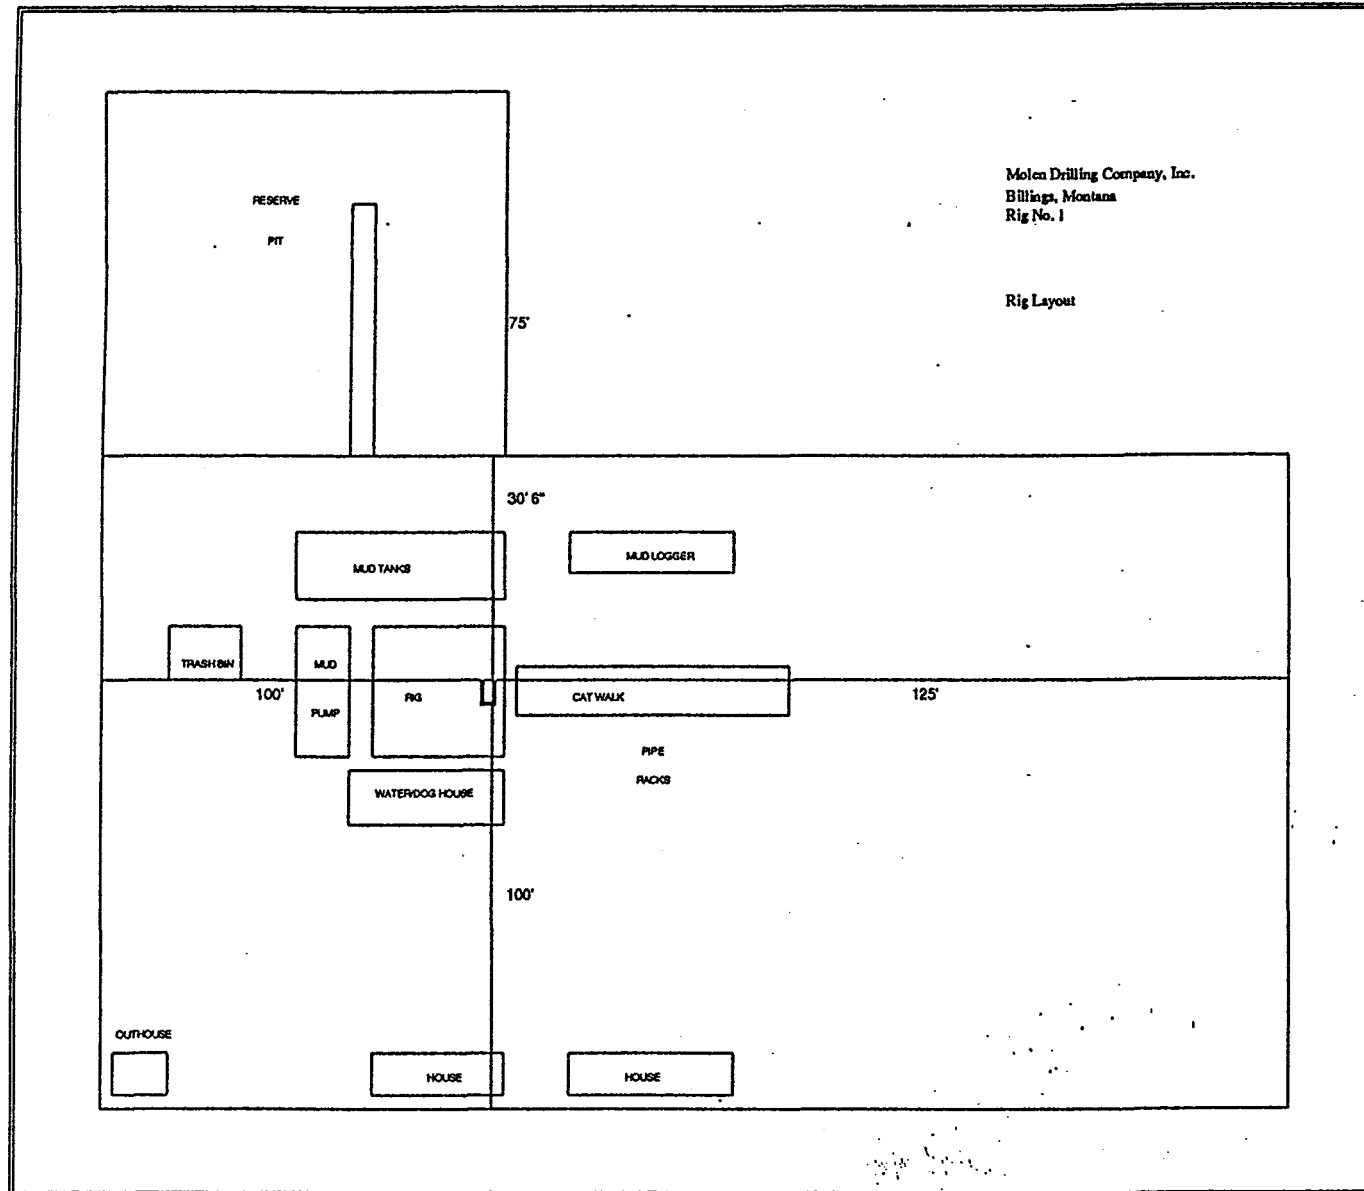 Molen Drilling Company, Inc.
Billings, Montana
Rig No. 1
Rig Layout
RESERVE
PIT
75'
30' 6"
MUD TANKS
MUD LOGGER
TRASH BIN
MUD
PUMP
100'
RIG
CAT WALK
125'
PIPE
RACKS
WATER/DOG HOUSE
100'
OUTHOUSE
HOUSE
HOUSE